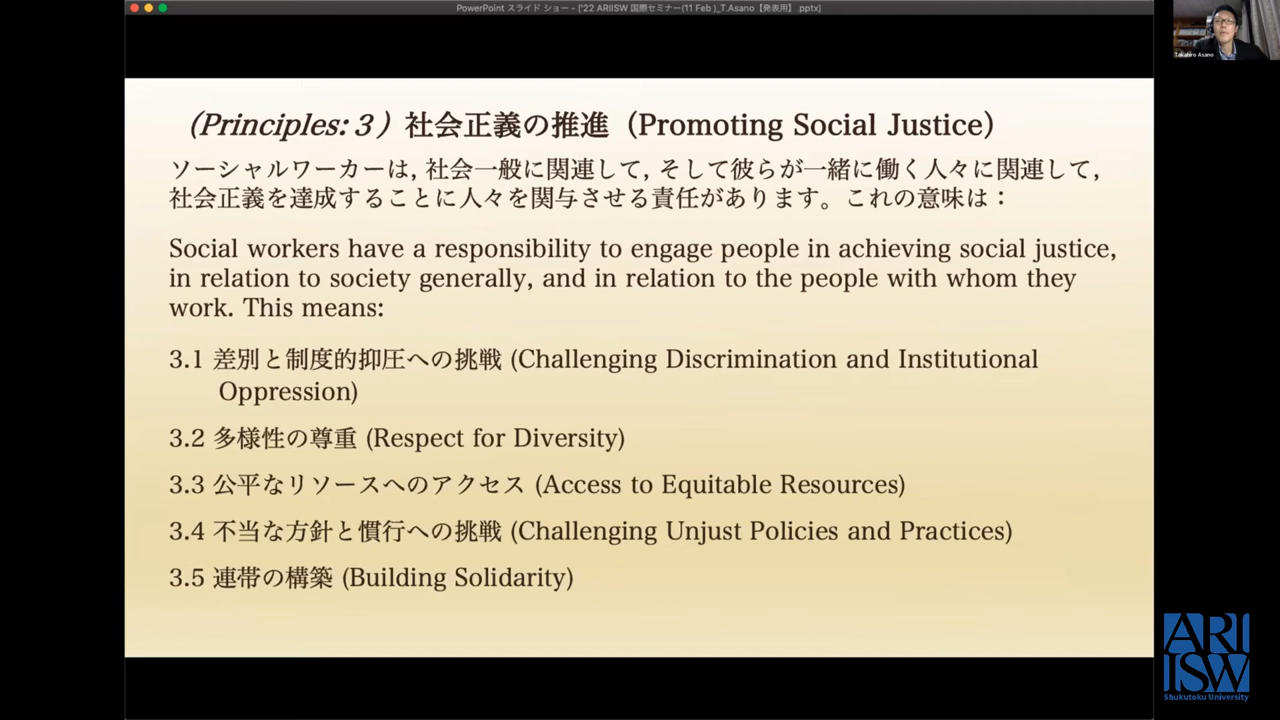 PowerPoint スライド ショー - ['22 ARIISW 国際セミナー(11 Feb )_T.Asano【発表用】.pptx]
Takahiro Asano
(Principles: 3 ) 社会正義の推進（Promoting Social Justice）
ソーシャルワーカーは, 社会一般に関連して, そして彼らが一緒に働く人々に関連して,
社会正義を達成することに人々を関与させる責任があります。これの意味は：
Social workers have a responsibility to engage people in achieving social justice,
in relation to society generally, and in relation to the people with whom they
work. This means:
3.1 差別と制度的抑圧への挑戦 (Challenging Discrimination and Institutional
Oppression)
3.2 多様性の尊重 (Respect for Diversity)
3.3 公平なリソースへのアクセス (Access to Equitable Resources)
3.4 不当な方針と慣行への挑戦 (Challenging Unjust Policies and Practices)
3.5 連帯の構築 (Building Solidarity)
ARI
ISW
Shukutoku University